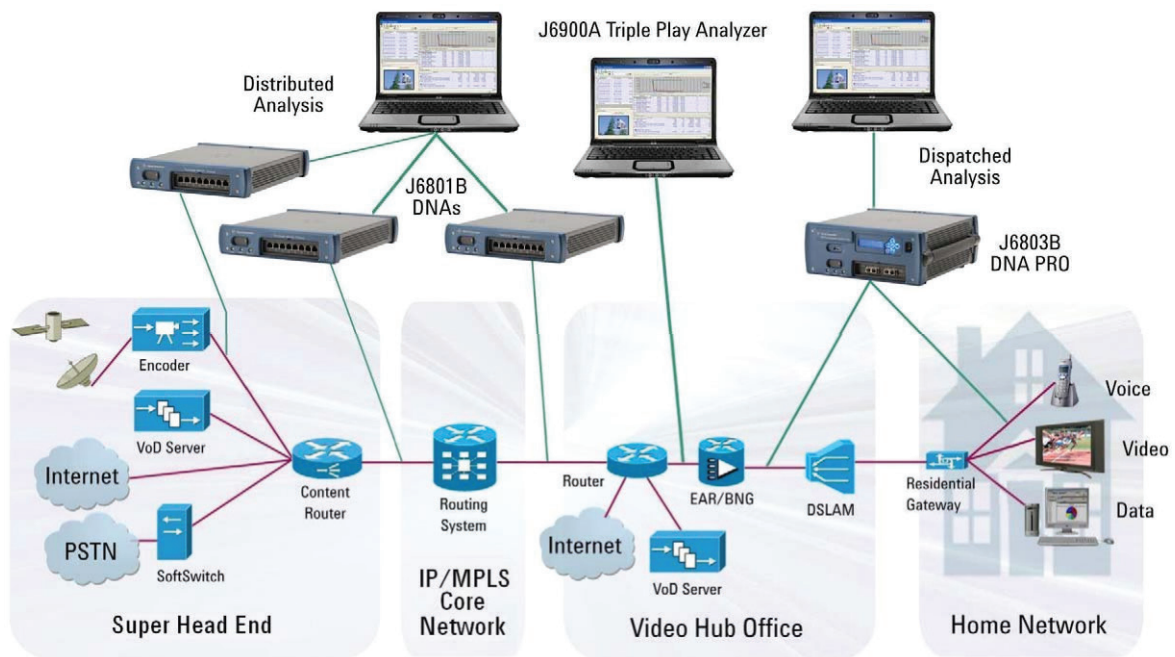 J6900A Triple Play Analyzer
Distributed
Analysis
J6801B
DNAs
Dispatched
Analysis
J6803B
DNA PRO
Encoder
VoD Server
Internet
PSTN
SoftSwitch
Content
Router
Super Head End
Routing
System
IP/MPLS
Core
Network
Router
Internet
EAR/BNG
VoD Server
DSLAM
Video Hub Office
Residential
Gateway
Voice
Video
Data
Home Network